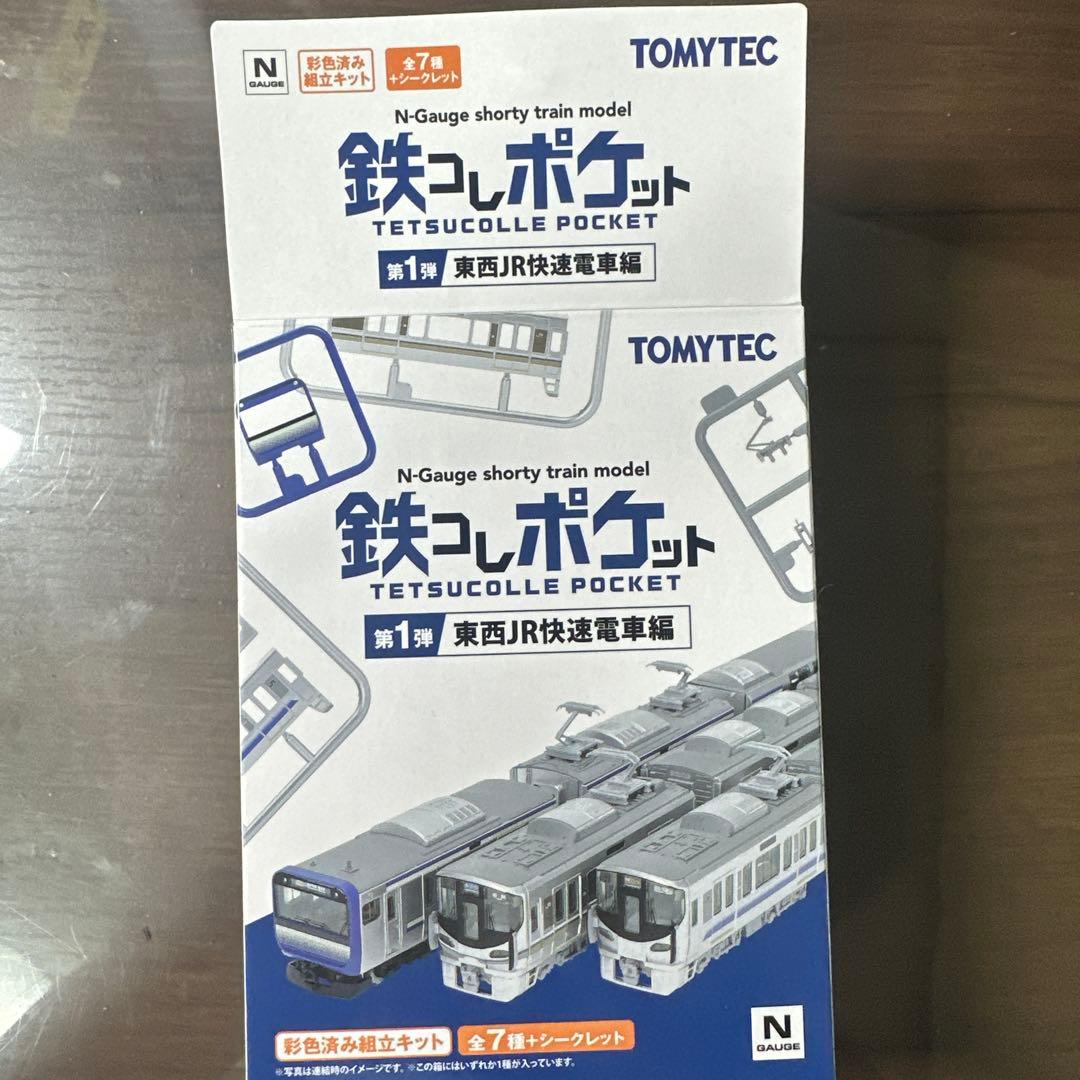 N
GAUGE
彩色済み
組立キット
全7種
+シークレット
TOMYTEC
N-Gauge shorty train model
鉄コレポケット
TETSUCOLLE POCKET
第1弾 東西JR快速電車編
TOMYTEC
N-Gauge shorty train model
鉄コレポケット
TETSUCOLLE POCKET
第1弾 東西JR快速電車編
彩色済み組立キット 全7種+シークレット
※写真は連結時のイメージです。※この箱にはいずれか1種が入っています。
N
GAUGE